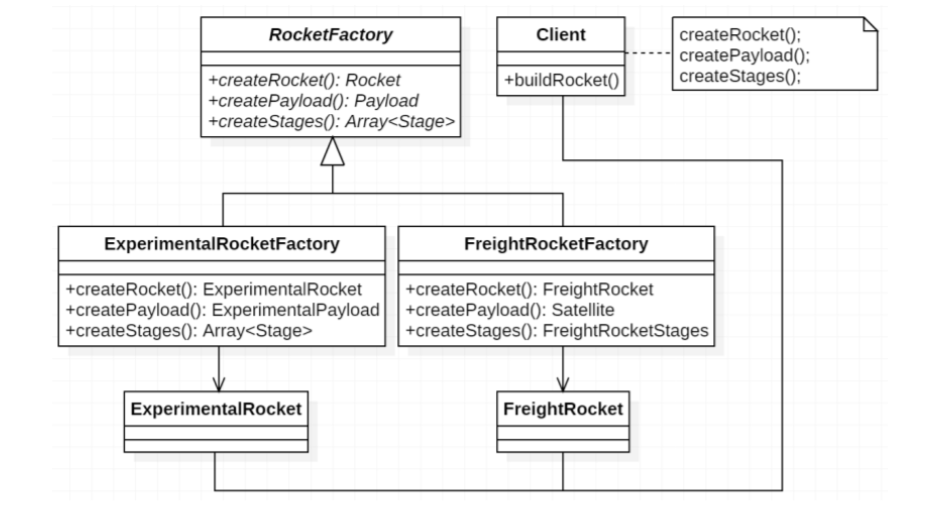 RocketFactory
+createRocket(): Rocket
+createPayload(): Payload
+createStages(): Array<Stage>
Client
+buildRocket()
createRocket();
createPayload();
createStages();
ExperimentalRocketFactory
+createRocket(): ExperimentalRocket
+createPayload(): ExperimentalPayload
+createStages(): Array<Stage>
FreightRocketFactory
+createRocket(): FreightRocket
+createPayload(): Satellite
+createStages(): FreightRocketStages
ExperimentalRocket
FreightRocket